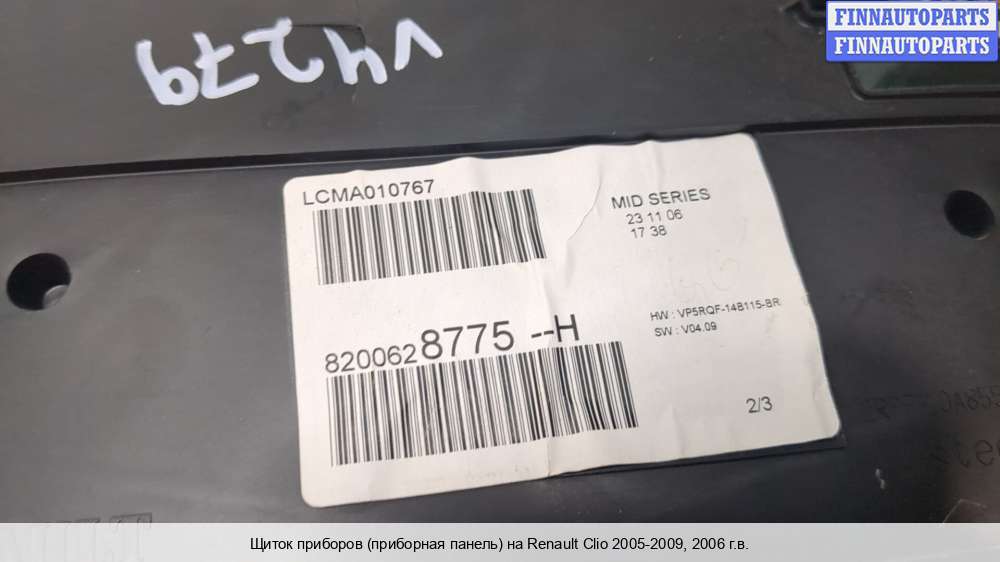 FINNAUTOPARTS
FINNAUTOPARTS
V4279
LCMA010767
MID SERIES
23 11 06
17 38
HW : VP5RQF-14B115-BR
SW : V04.09
8200628775 --H
2/3
Щиток приборов (приборная панель) на Renault Clio 2005-2009, 2006 г.в.